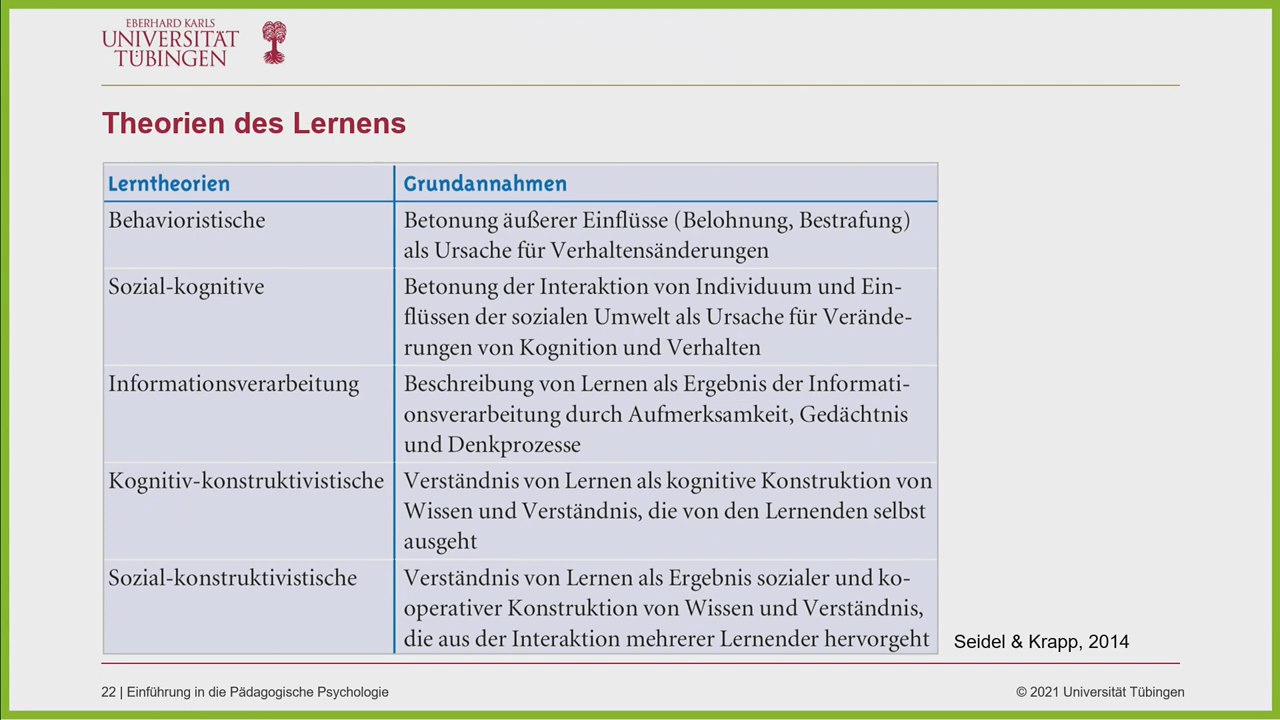 EBERHARD KARLS
UNIVERSITÄT
TÜBINGEN
Theorien des Lernens
Lerntheorien
Grundannahmen
Behavioristische
Betonung äußerer Einflüsse (Belohnung, Bestrafung)
als Ursache für Verhaltensänderungen
Sozial-kognitive
Betonung der Interaktion von Individuum und Ein-
flüssen der sozialen Umwelt als Ursache für Verände-
rungen von Kognition und Verhalten
Informationsverarbeitung
Beschreibung von Lernen als Ergebnis der Informati-
onsverarbeitung durch Aufmerksamkeit, Gedächtnis
und Denkprozesse
Kognitiv-konstruktivistische
Verständnis von Lernen als kognitive Konstruktion von
Wissen und Verständnis, die von den Lernenden selbst
ausgeht
Sozial-konstruktivistische
Verständnis von Lernen als Ergebnis sozialer und ko-
operativer Konstruktion von Wissen und Verständnis,
die aus der Interaktion mehrerer Lernender hervorgeht
Seidel & Krapp, 2014
22 | Einführung in die Pädagogische Psychologie
© 2021 Universität Tübingen